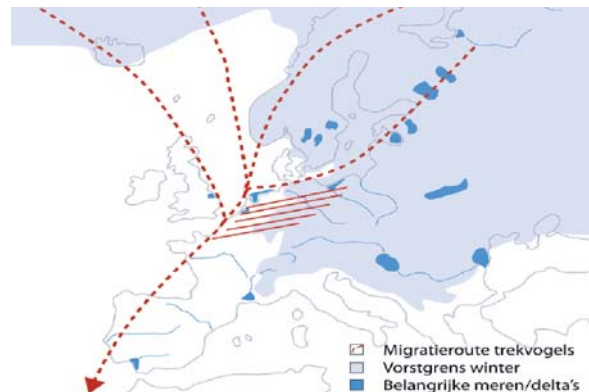 Migratieroute trekvogels
Vorstgrens winter
Belangrijke meren/delta's